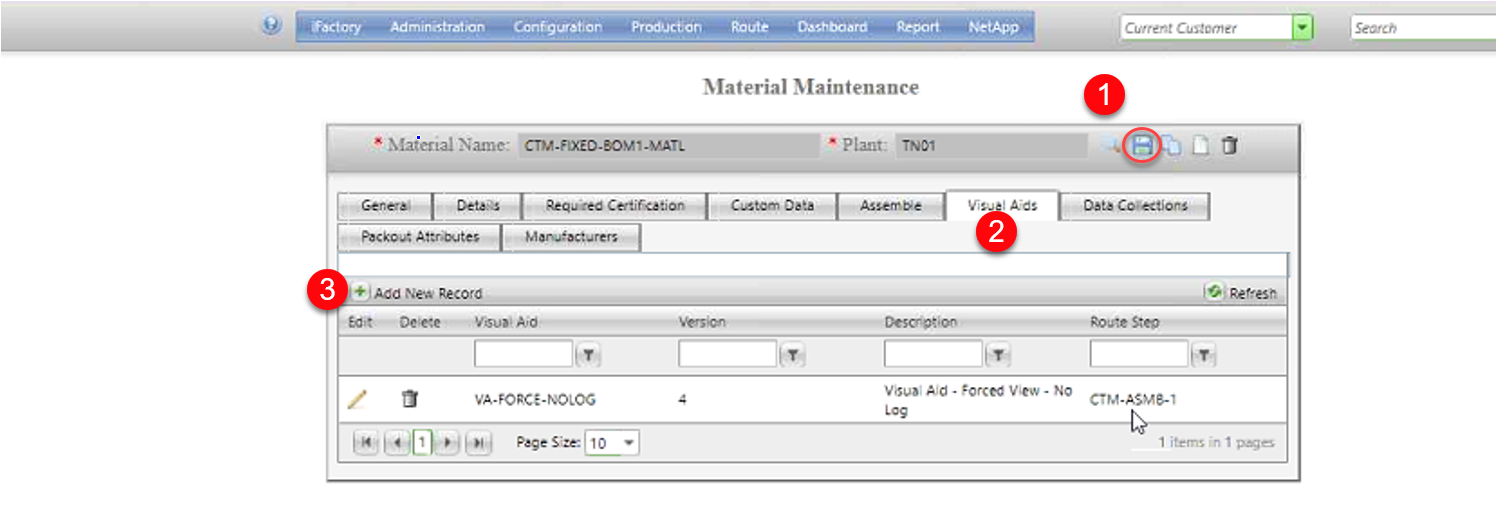 iFactory Administration Configuration Production Route Dashboard Report NetApp Current Customer Search
Material Maintenance
1
* Material Name: CTM-FIXED-BOM1-MATL * Plant: TN01
General Details Required Certification Custom Data Assemble Visual Aids Data Collections
2
Packout Attributes Manufacturers
3 Add New Record Refresh
Edit Delete Visual Aid Version Description Route Step
VA-FORCE-NOLOG 4 Visual Aid - Forced View - No CTM-ASMB-1
Log
1 Page Size: 10 1 items in 1 pages